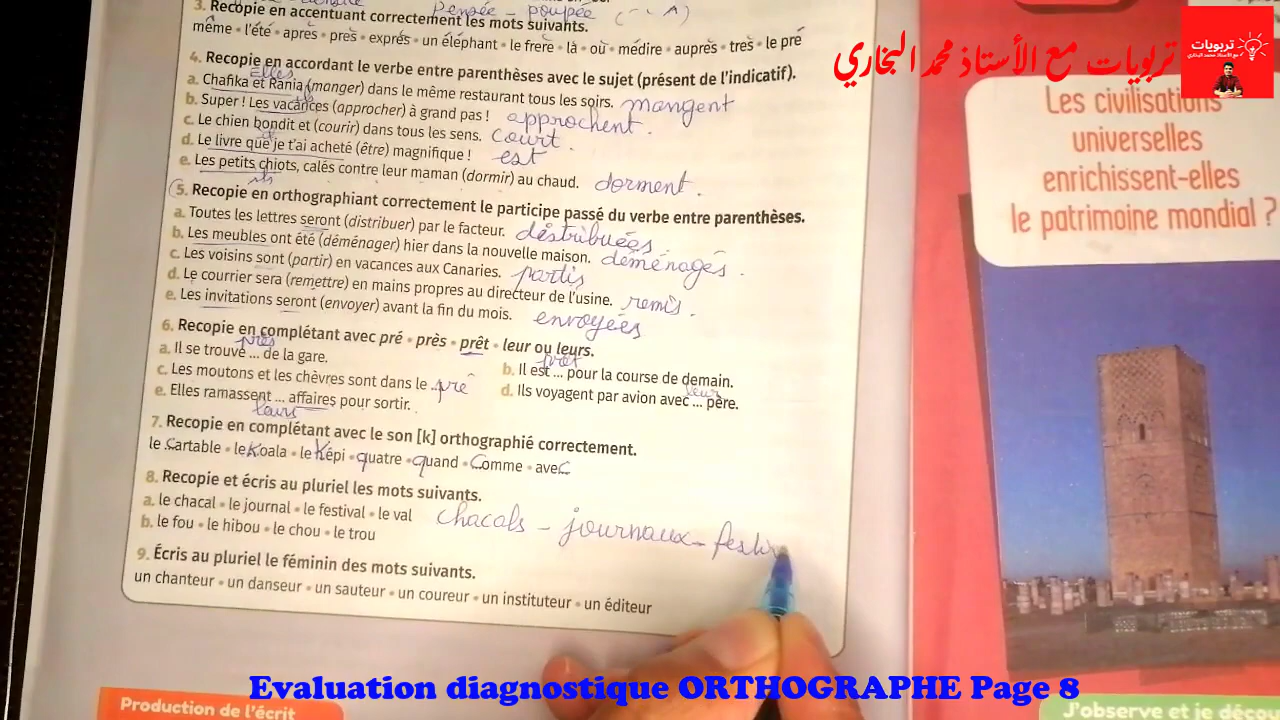 Pensée - poupée (´ ` ^)
3. Recopie en accentuant correctement les mots suivants.
même • l'été • après • près • exprés • un éléphant • le frère • là • où • médire • auprès • très • le pré
4. Recopie en accordant le verbe entre parenthèses avec le sujet (présent de l'indicatif).
Elles
a. Chafika et Rania (manger) dans le même restaurant tous les soirs. mangent
b. Super ! Les vacances (approcher) à grand pas ! approchent.
c. Le chien bondit et (courir) dans tous les sens. court.
d. Le livre que je t'ai acheté (être) magnifique ! est
e. Les petits chiots, calés contre leur maman (dormir) au chaud. dorment.
ils
5. Recopie en orthographiant correctement le participe passé du verbe entre parenthèses.
a. Toutes les lettres seront (distribuer) par le facteur. distribuées.
b. Les meubles ont été (déménager) hier dans la nouvelle maison. déménagés.
c. Les voisins sont (partir) en vacances aux Canaries. partis
d. Le courrier sera (remettre) en mains propres au directeur de l'usine. remis.
e. Les invitations seront (envoyer) avant la fin du mois. envoyées
6. Recopie en complétant avec pré • près • prêt • leur ou leurs.
près
a. Il se trouve ... de la gare.
prêt
b. Il est ... pour la course de demain.
c. Les moutons et les chèvres sont dans le ... pré
leur
d. Ils voyagent par avion avec ... père.
e. Elles ramassent ... affaires pour sortir.
leurs
7. Recopie en complétant avec le son [k] orthographié correctement.
le Cartable • le Koala • le Képi • quatre • quand • Comme • avec
8. Recopie et écris au pluriel les mots suivants.
a. le chacal • le journal • le festival • le val chacals - journaux - festiv
b. le fou • le hibou • le chou • le trou
9. Écris au pluriel le féminin des mots suivants.
un chanteur • un danseur • un sauteur • un coureur • un instituteur • un éditeur
Production de l'écrit
تربويات مع الأستاذ محمد البخاري
تربويات
مع الأستاذ محمد البخاري
Les civilisations
universelles
enrichissent-elles
le patrimoine mondial ?
J'observe et je décou
Evaluation diagnostique ORTHOGRAPHE Page 8